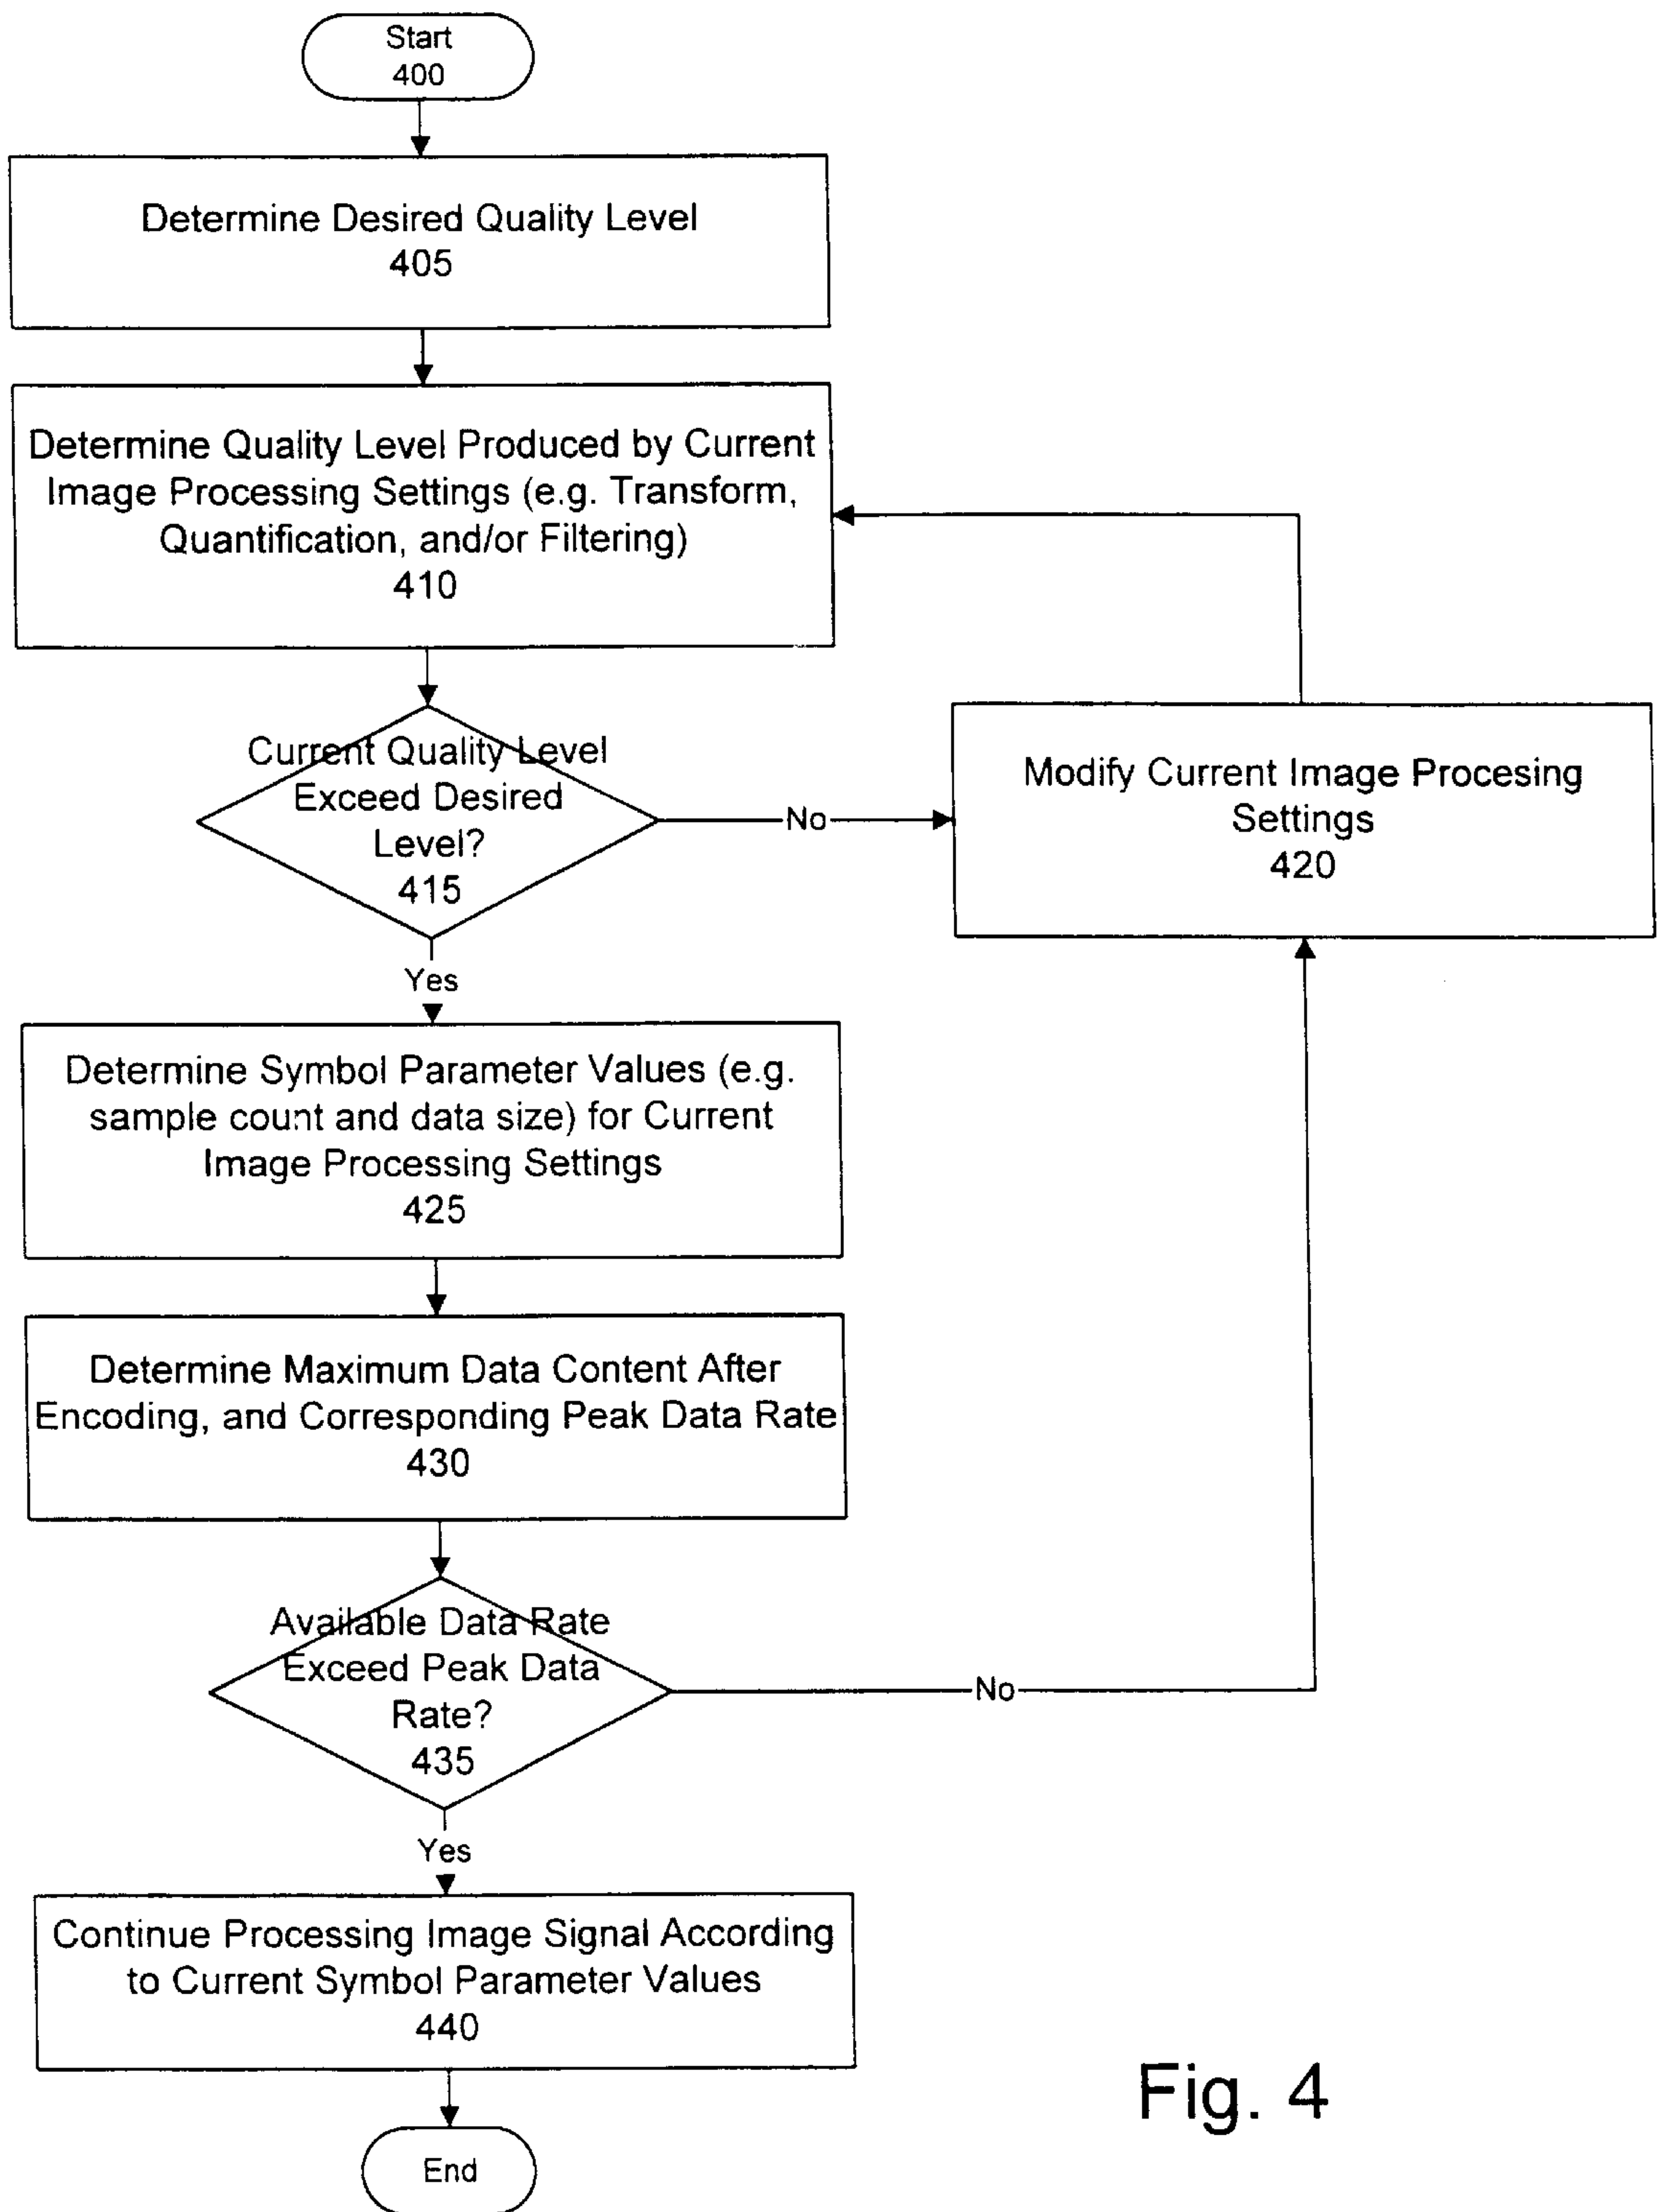 Start
400
Determine Desired Quality Level
405
Determine Quality Level Produced by Current
Image Processing Settings (e.g. Transform,
Quantification, and/or Filtering)
410
Current Quality Level
Exceed Desired
Level?
415
No
Modify Current Image Procesing
Settings
420
Yes
Determine Symbol Parameter Values (e.g.
sample count and data size) for Current
Image Processing Settings
425
Determine Maximum Data Content After
Encoding, and Corresponding Peak Data Rate
430
Available Data Rate
Exceed Peak Data
Rate?
435
No
Yes
Continue Processing Image Signal According
to Current Symbol Parameter Values
440
End
Fig. 4